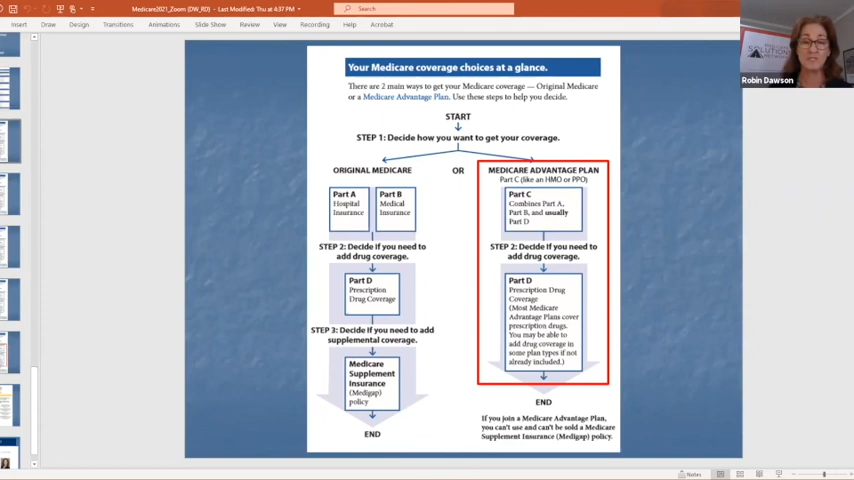 Medicare2021_Zoom (DW_RD) - Last Modified: Thu at 4:37 PM
Search
Insert Draw Design Transitions Animations Slide Show Review View Recording Help Acrobat
SOLUTIONS
Robin Dawson
Your Medicare coverage choices at a glance.
There are 2 main ways to get your Medicare coverage — Original Medicare
or a Medicare Advantage Plan. Use these steps to help you decide.
START
STEP 1: Decide how you want to get your coverage.
ORIGINAL MEDICARE
OR
MEDICARE ADVANTAGE PLAN
Part C (like an HMO or PPO)
Part A
Hospital
Insurance
Part B
Medical
Insurance
Part C
Combines Part A,
Part B, and usually
Part D
STEP 2: Decide if you need to
add drug coverage.
STEP 2: Decide if you need to
add drug coverage.
Part D
Prescription
Drug Coverage
Part D
Prescription Drug
Coverage
(Most Medicare
Advantage Plans cover
prescription drugs.
You may be able to
add drug coverage in
some plan types if not
already included.)
STEP 3: Decide if you need to add
supplemental coverage.
Medicare
Supplement
Insurance
(Medigap)
policy
END
END
If you join a Medicare Advantage Plan,
you can't use and can't be sold a Medicare
Supplement Insurance (Medigap) policy.
Notes